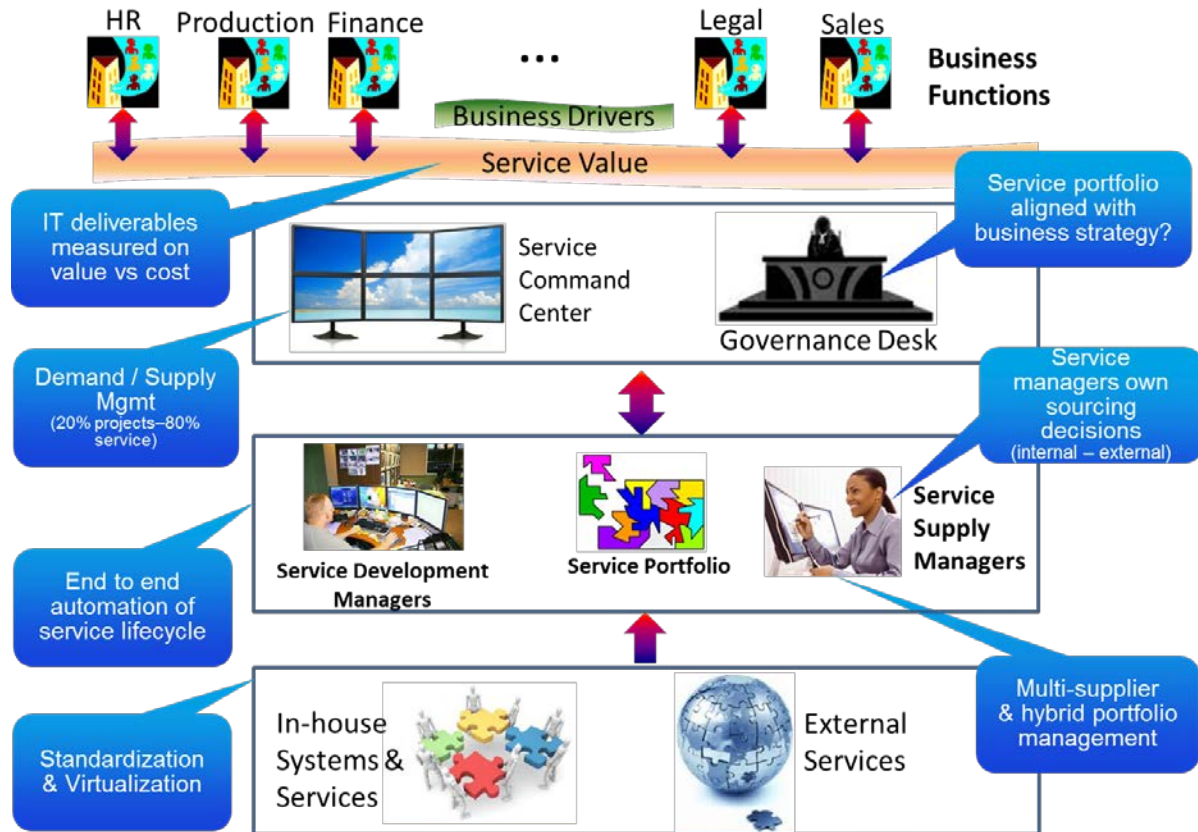 HR
Production
Finance
...
Legal
Sales
Business
Functions
Business Drivers
Service Value
IT deliverables
measured on
value vs cost
Service
Command
Center
Governance Desk
Service portfolio
aligned with
business strategy?
Demand / Supply
Mgmt
(20% projects–80%
service)
Service
managers own
sourcing
decisions
(internal – external)
Service Development
Managers
Service Portfolio
Service
Supply
Managers
End to end
automation of
service lifecycle
In-house
Systems &
Services
External
Services
Multi-supplier
& hybrid portfolio
management
Standardization
& Virtualization